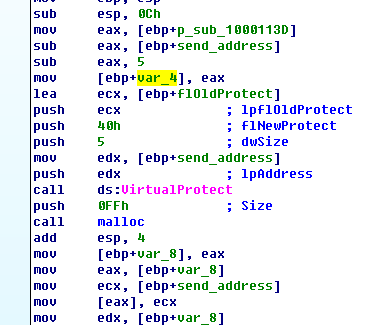 sub esp, 0Ch
mov eax, [ebp+p_sub_1000113D]
sub eax, [ebp+send_address]
sub eax, 5
mov [ebp+var_4], eax
lea ecx, [ebp+flOldProtect]
push ecx ; lpflOldProtect
push 40h ; flNewProtect
push 5 ; dwSize
mov edx, [ebp+send_address]
push edx ; lpAddress
call ds:VirtualProtect
push 0FFh ; Size
call malloc
add esp, 4
mov [ebp+var_8], eax
mov eax, [ebp+var_8]
mov ecx, [ebp+send_address]
mov [eax], ecx
mov edx, [ebp+var_8]